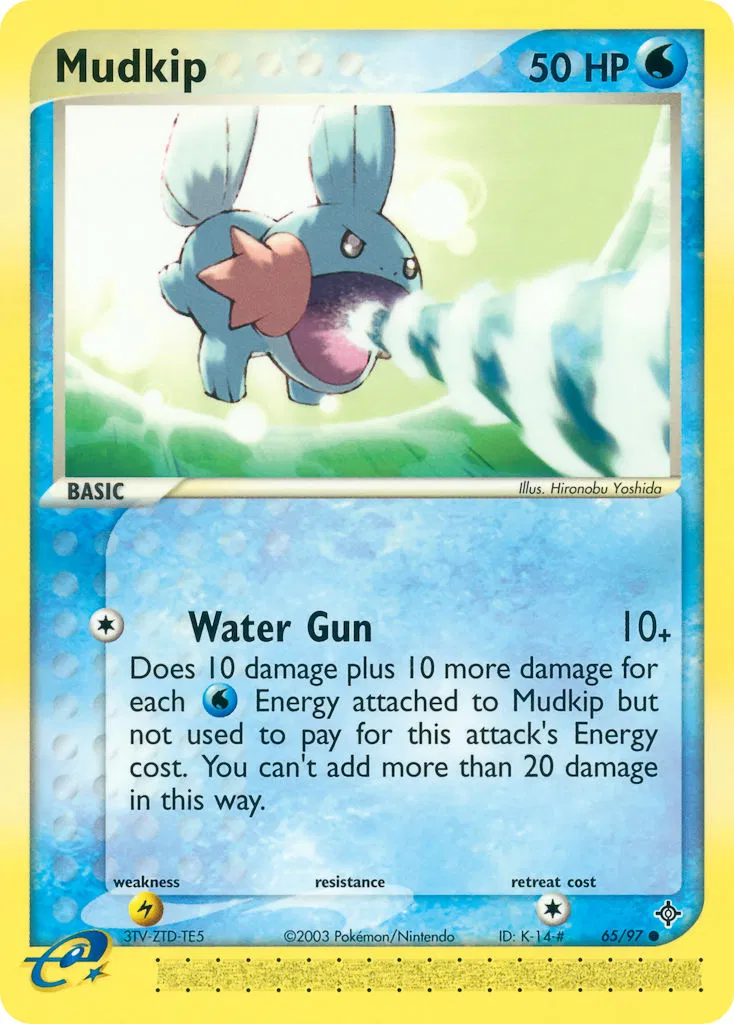 Mudkip 50 HP
BASIC Illus. Hironobu Yoshida
Water Gun 10+
Does 10 damage plus 10 more damage for
each Energy attached to Mudkip but
not used to pay for this attack's Energy
cost. You can't add more than 20 damage
in this way.
weakness resistance retreat cost
3TV-ZTD-TE5 ©2003 Pokémon/Nintendo ID: K-14-# 65/97
e